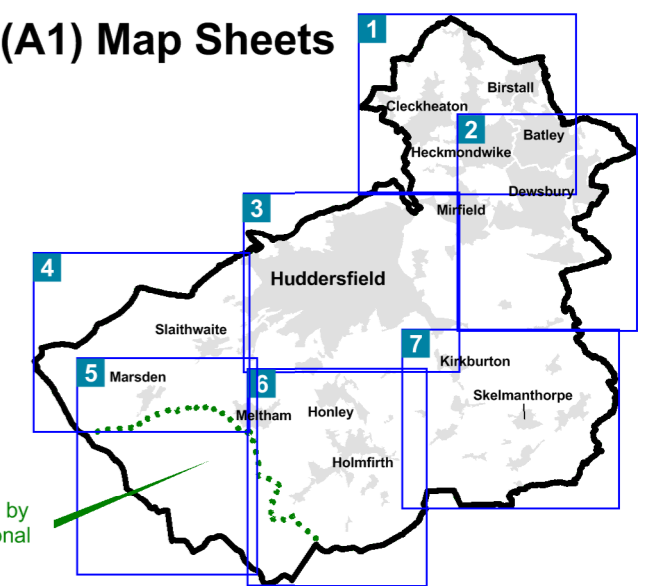 (A1) Map Sheets
1
Birstall
Cleckheaton
2
Batley
Heckmondwike
Dewsbury
3
Mirfield
4
Huddersfield
Slaithwaite
7
Kirkburton
5
Marsden
6
Skelmanthorpe
Meltham
Honley
Holmfirth
by
onal